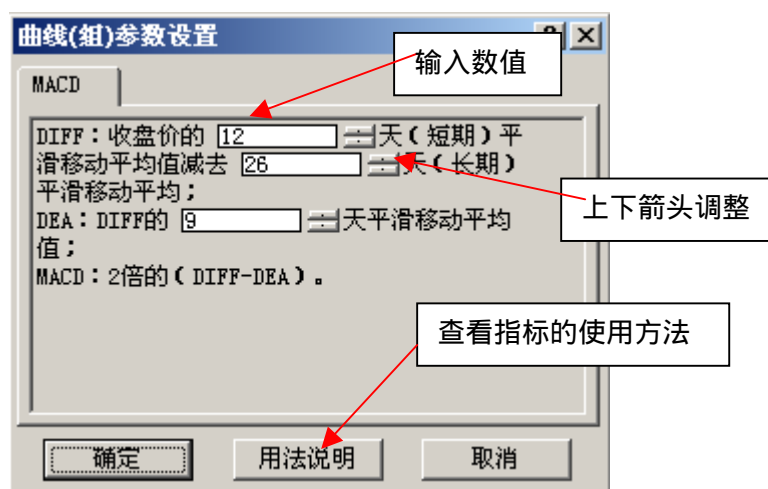 曲线(组)参数设置
输入数值
MACD
DIFF：收盘价的 12 天(短期)平
滑移动平均值减去 26 天(长期)
平滑移动平均；
上下箭头调整
DEA：DIFF的 9 天平滑移动平均
值；
MACD：2倍的(DIFF-DEA)。
查看指标的使用方法
确定 用法说明 取消